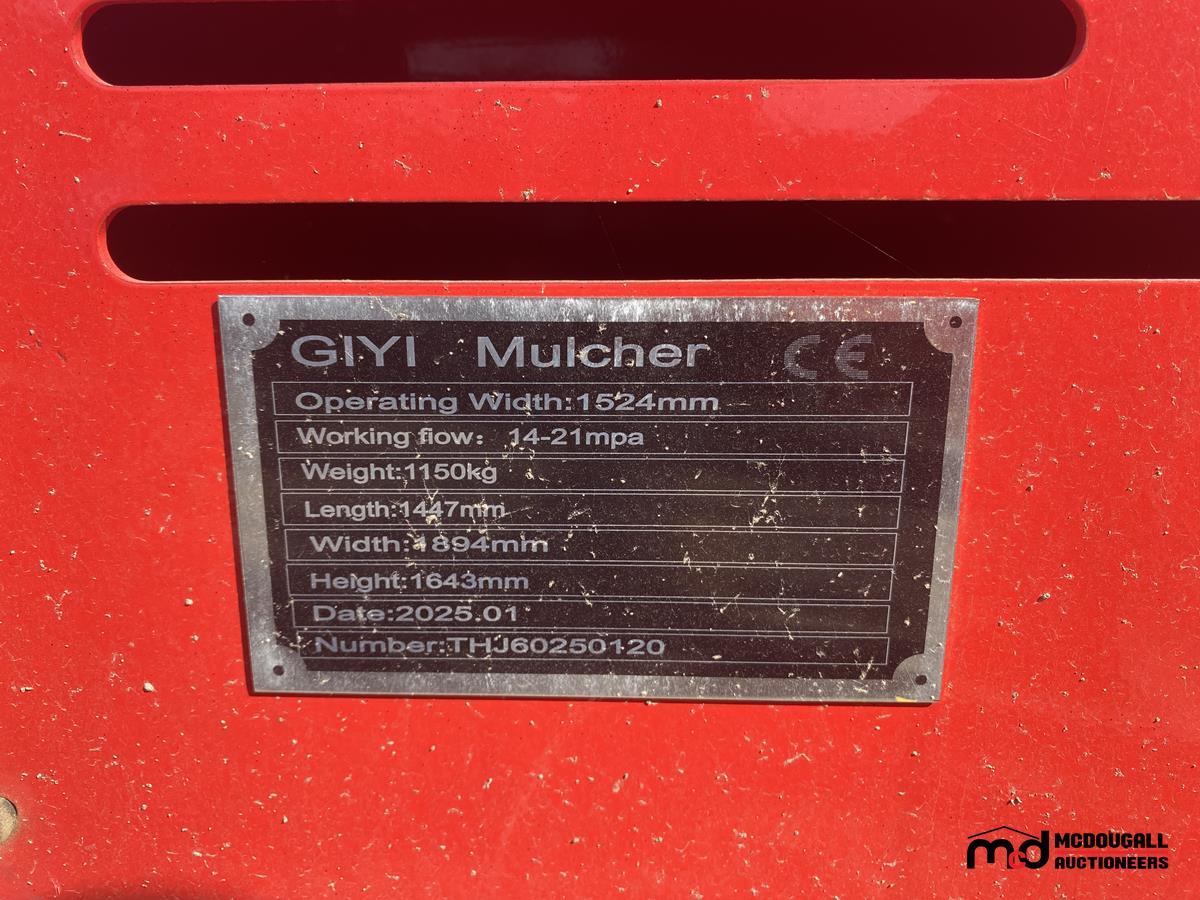 GIYI Mulcher CE
Operating Width:1524mm
Working flow: 14-21mpa
Weight:1150kg
Length:1447mm
Width:1894mm
Height:1643mm
Date:2025.01
Number:THJ60250120
md MCDOUGALL
AUCTIONEERS